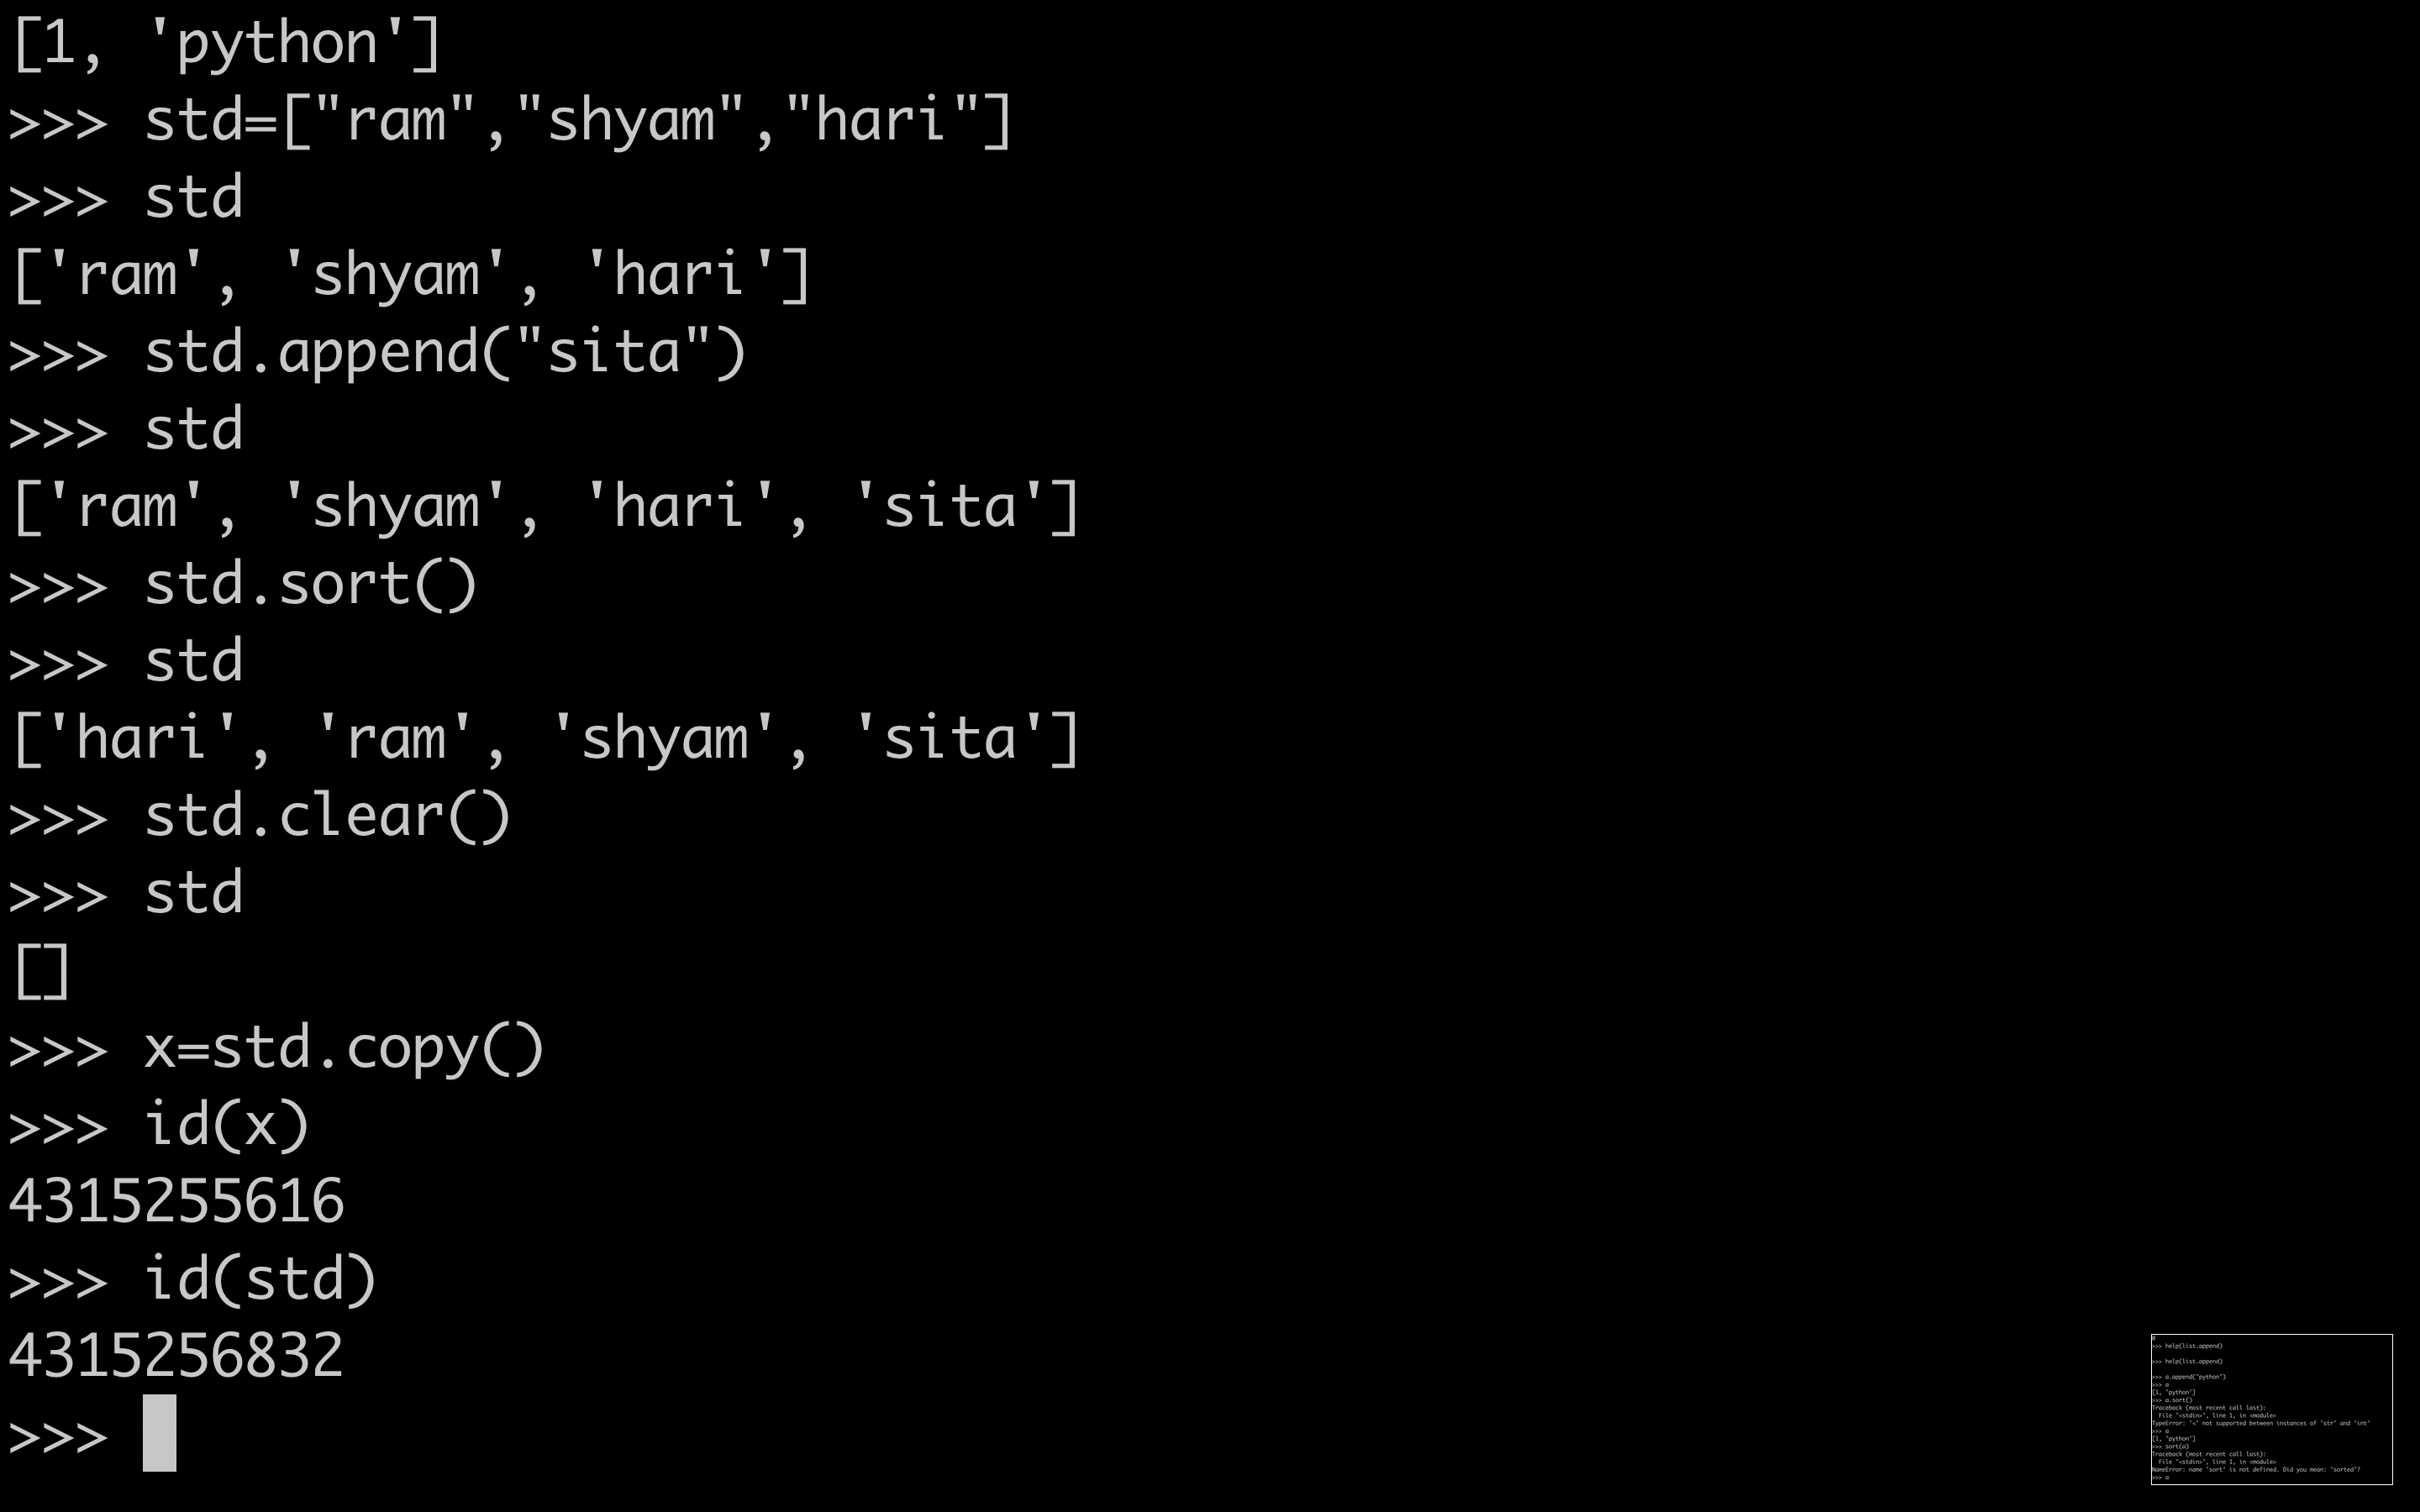 [1, 'python']
>>> std=["ram","shyam","hari"]
>>> std
['ram', 'shyam', 'hari']
>>> std.append("sita")
>>> std
['ram', 'shyam', 'hari', 'sita']
>>> std.sort()
>>> std
['hari', 'ram', 'shyam', 'sita']
>>> std.clear()
>>> std
[]
>>> x=std.copy()
>>> id(x)
4315255616
>>> id(std)
4315256832
>>>
>>> help(list.append)
>>> help(list.append)
>>> a.append("python")
>>> a
[1, 'python']
>>> a.sort()
Traceback (most recent call last):
  File "<stdin>", line 1, in <module>
TypeError: '<' not supported between instances of 'str' and 'int'
>>> a
[1, 'python']
>>> sort(a)
Traceback (most recent call last):
  File "<stdin>", line 1, in <module>
NameError: name 'sort' is not defined. Did you mean: 'sorted'?
>>> a